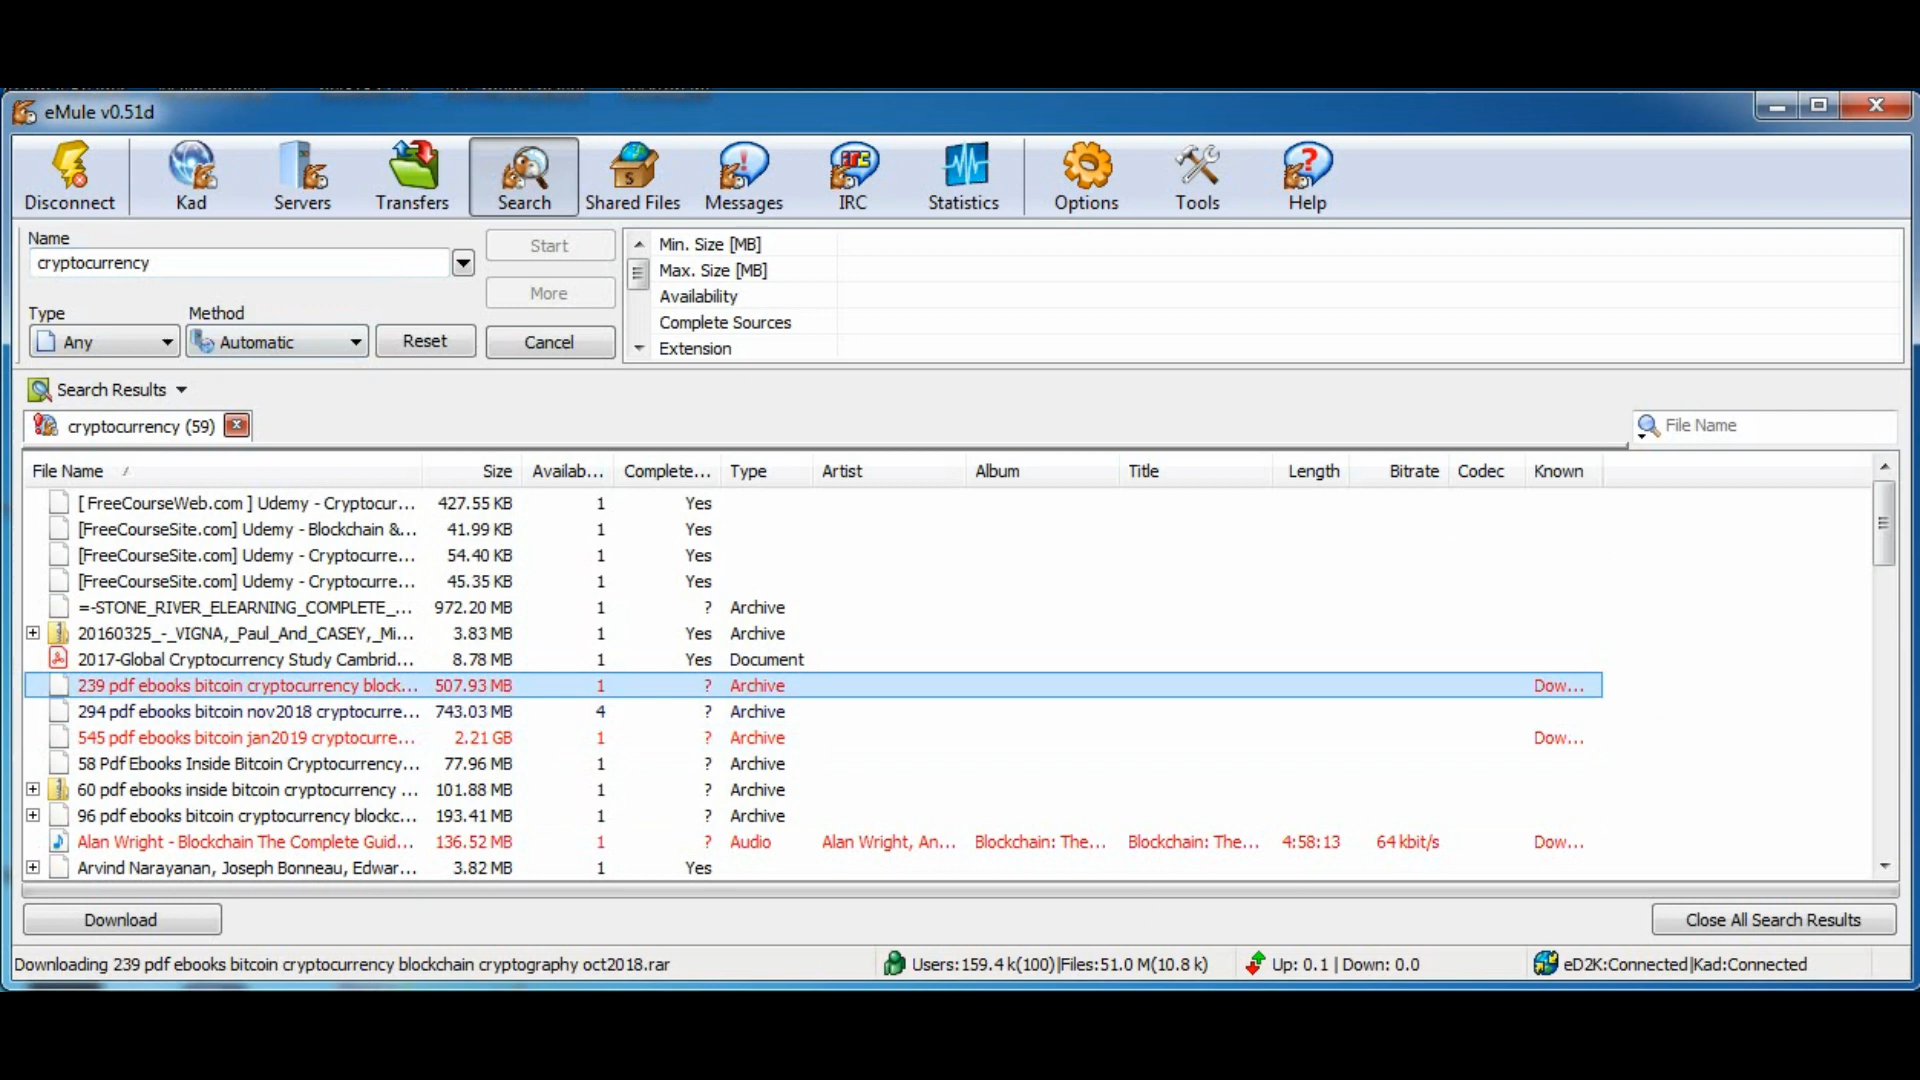 eMule v0.51d
Disconnect Kad Servers Transfers Search Shared Files Messages IRC Statistics Options Tools Help
Name
cryptocurrency
Start
More
Type Method
Any Automatic Reset Cancel
Min. Size [MB]
Max. Size [MB]
Availability
Complete Sources
Extension
Search Results
cryptocurrency (59)
File Name
File Name Size Availab... Complete... Type Artist Album Title Length Bitrate Codec Known
[ FreeCourseWeb.com ] Udemy - Cryptocur... 427.55 KB 1 Yes
[FreeCourseSite.com] Udemy - Blockchain &... 41.99 KB 1 Yes
[FreeCourseSite.com] Udemy - Cryptocurre... 54.40 KB 1 Yes
[FreeCourseSite.com] Udemy - Cryptocurre... 45.35 KB 1 Yes
=-STONE_RIVER_ELEARNING_COMPLETE_... 972.20 MB 1 ? Archive
20160325_-_VIGNA,_Paul_And_CASEY,_Mi... 3.83 MB 1 Yes Archive
2017-Global Cryptocurrency Study Cambrid... 8.78 MB 1 Yes Document
239 pdf ebooks bitcoin cryptocurrency block... 507.93 MB 1 ? Archive Dow...
294 pdf ebooks bitcoin nov2018 cryptocurre... 743.03 MB 4 ? Archive
545 pdf ebooks bitcoin jan2019 cryptocurre... 2.21 GB 1 ? Archive Dow...
58 Pdf Ebooks Inside Bitcoin Cryptocurrency... 77.96 MB 1 ? Archive
60 pdf ebooks inside bitcoin cryptocurrency ... 101.88 MB 1 ? Archive
96 pdf ebooks bitcoin cryptocurrency blockc... 193.41 MB 1 ? Archive
Alan Wright - Blockchain The Complete Guid... 136.52 MB 1 ? Audio Alan Wright, An... Blockchain: The... Blockchain: The... 4:58:13 64 kbit/s Dow...
Arvind Narayanan, Joseph Bonneau, Edwar... 3.82 MB 1 Yes
Download Close All Search Results
Downloading 239 pdf ebooks bitcoin cryptocurrency blockchain cryptography oct2018.rar Users:159.4 k(100)|Files:51.0 M(10.8 k) Up: 0.1 | Down: 0.0 eD2K:Connected|Kad:Connected